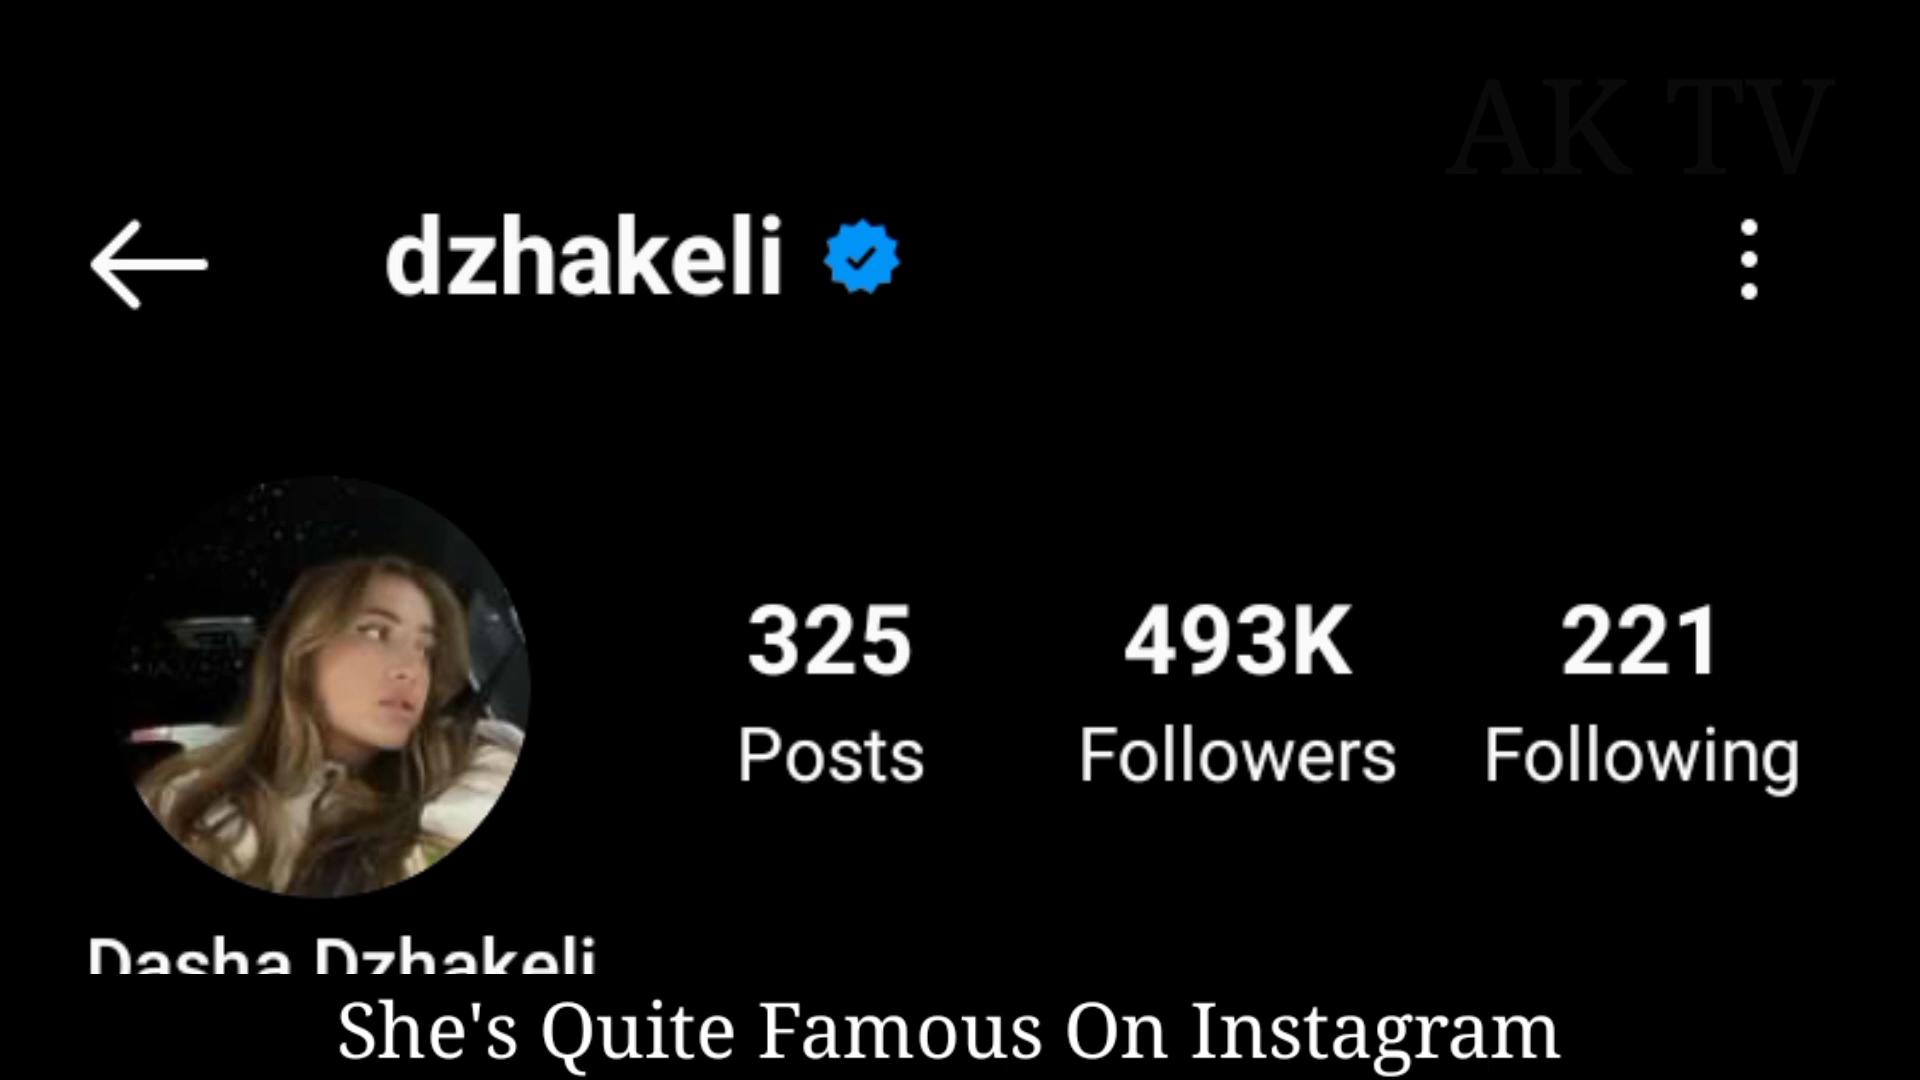 AK TV
dzhakeli
325 493K 221
Posts Followers Following
Dasha Dzhakeli
She's Quite Famous On Instagram